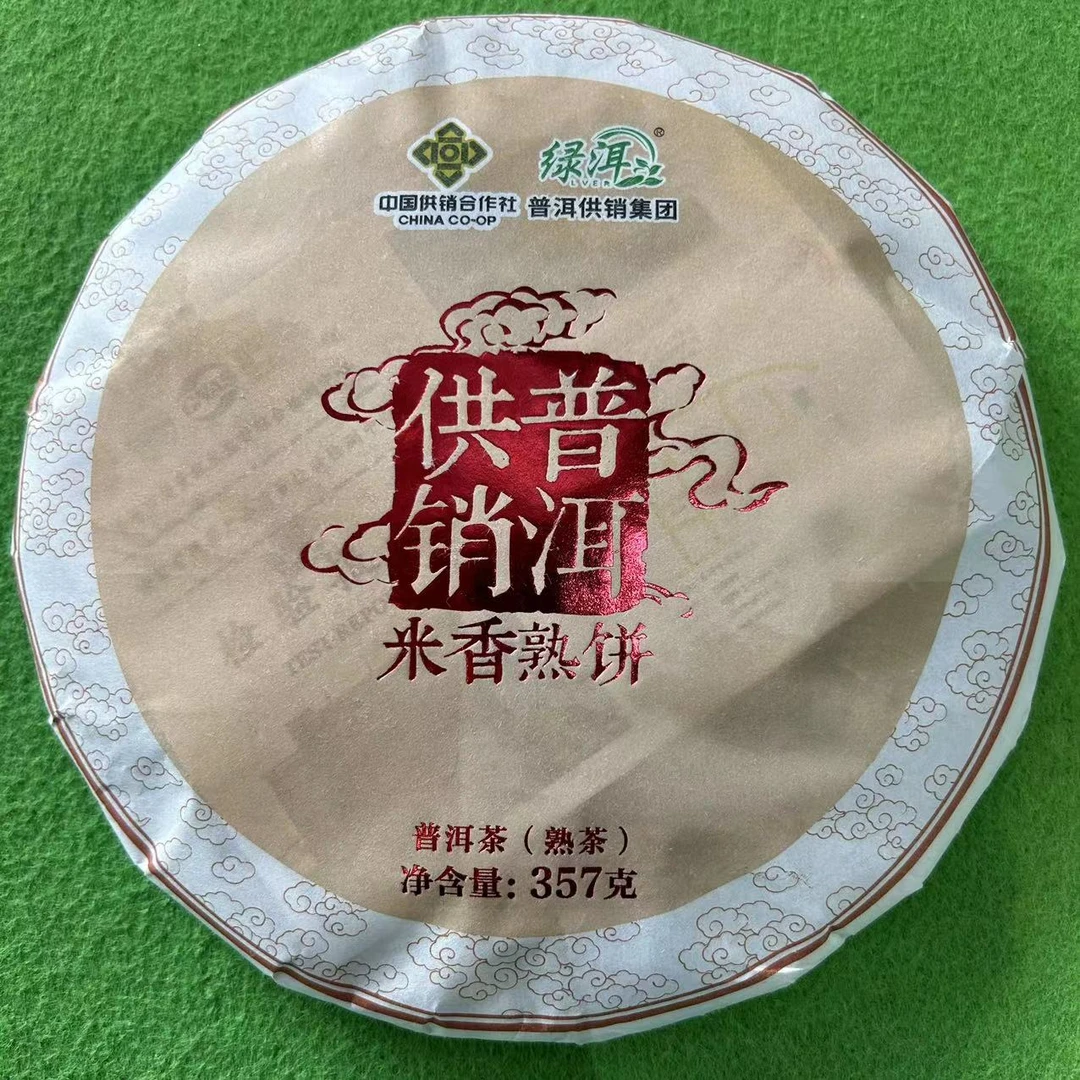 中国供销合作社
CHINA CO-OP
绿洱®
LVER
普洱供销集团
普洱
供销
米香熟饼
普洱茶（熟茶）
净含量：357克